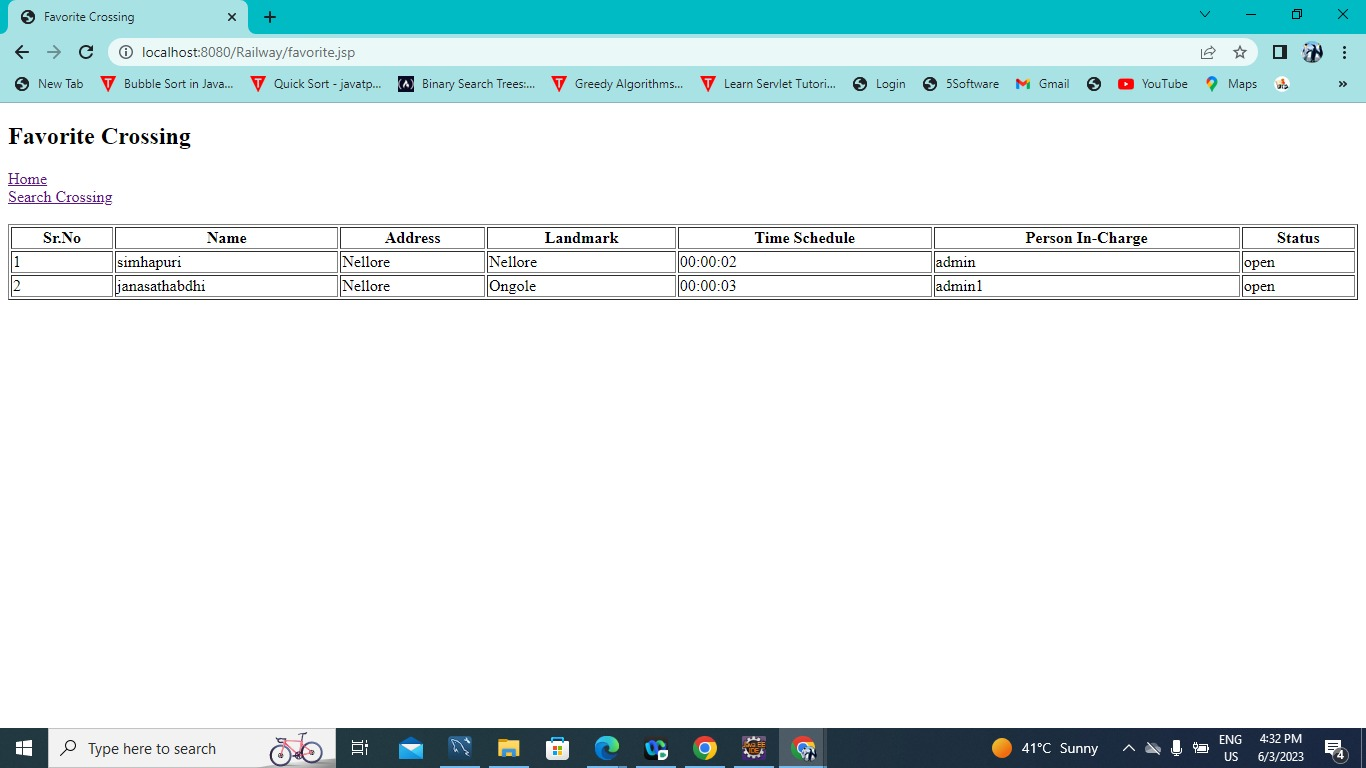 Favorite Crossing
localhost:8080/Railway/favorite.jsp
New Tab Bubble Sort in Java... Quick Sort - javatp... Binary Search Trees:... Greedy Algorithms... Learn Servlet Tutori... Login 5Software Gmail YouTube Maps »
Favorite Crossing
Home
Search Crossing
Sr.No Name Address Landmark Time Schedule Person In-Charge Status
1 simhapuri Nellore Nellore 00:00:02 admin open
2 janasathabdhi Nellore Ongole 00:00:03 admin1 open
Type here to search 41°C Sunny ENG 4:32 PM
US 6/3/2023 4